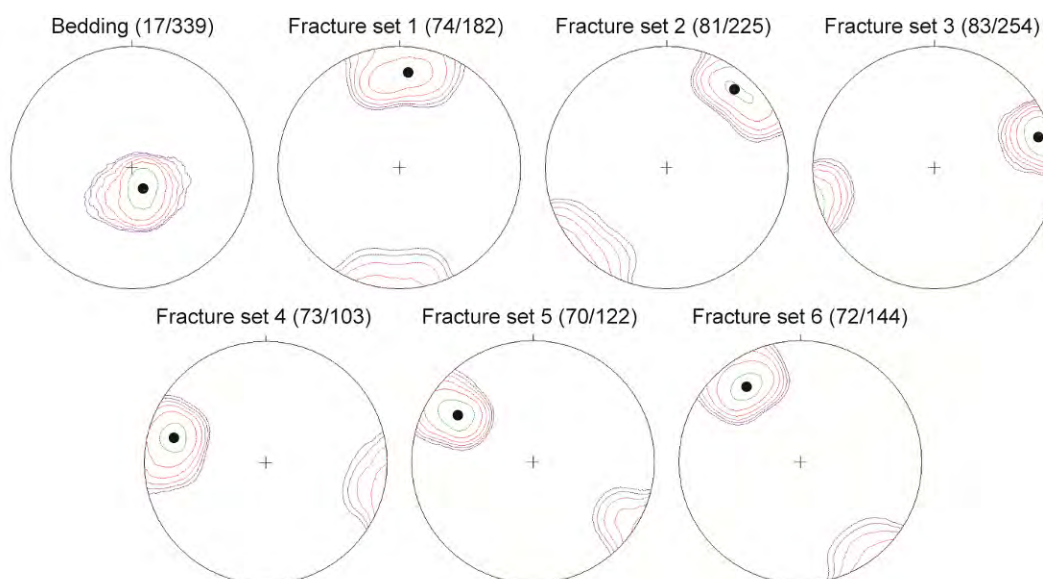 Bedding (17/339)
Fracture set 1 (74/182)
Fracture set 2 (81/225)
Fracture set 3 (83/254)
Fracture set 4 (73/103)
Fracture set 5 (70/122)
Fracture set 6 (72/144)